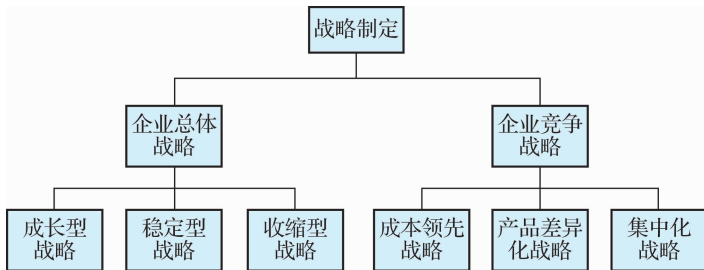 战略制定
企业总体
战略
企业竞争
战略
成长型
战略
稳定型
战略
收缩型
战略
成本领先
战略
产品差异
化战略
集中化
战略